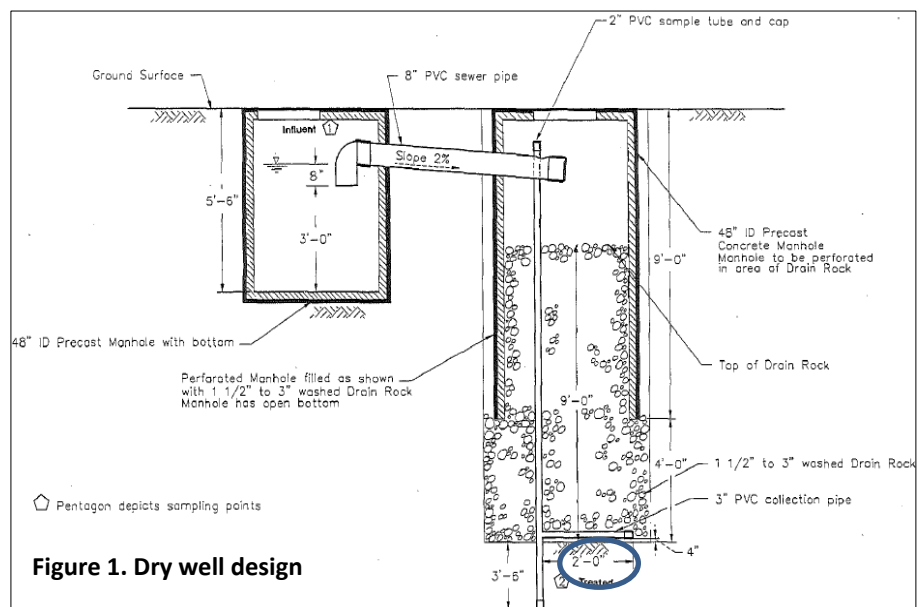 2" PVC sample tube and cap
Ground Surface
8" PVC sewer pipe
Influent 1
Slope 2%
8"
5'-6"
3'-0"
48" ID Precast
Concrete Manhole
Manhole to be perforated
in area of Drain Rock
9'-0"
48" ID Precast Manhole with bottom
Top of Drain Rock
Perforated Manhole filled as shown
with 1 1/2" to 3" washed Drain Rock
Manhole has open bottom
9'-0"
4'-0"
1 1/2" to 3" washed Drain Rock
3" PVC collection pipe
Pentagon depicts sampling points
4"
Figure 1. Dry well design
3'-6"
2'-0"
2 Treated